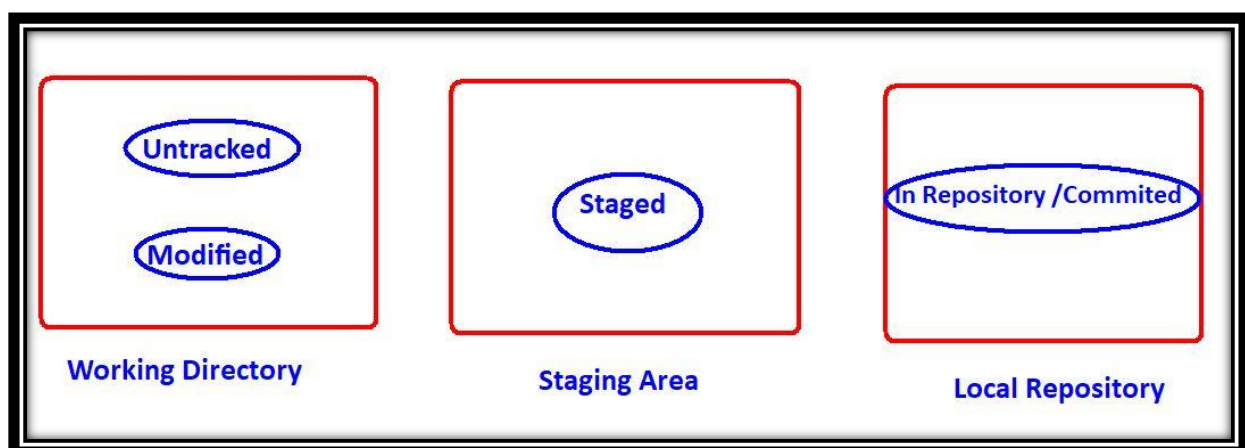 Untracked
Modified
Working Directory
Staged
Staging Area
In Repository /Commited
Local Repository